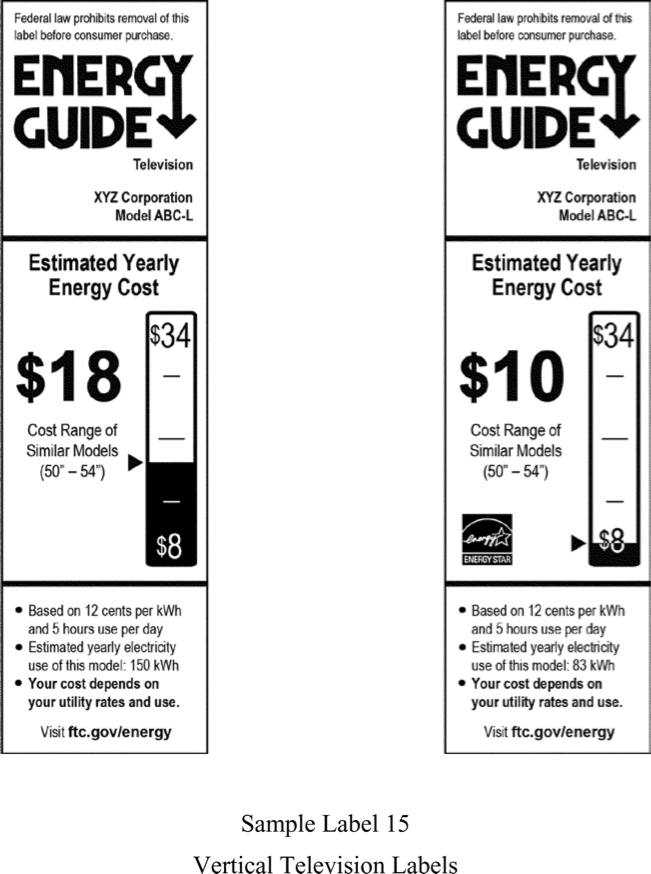 Federal law prohibits removal of this
label before consumer purchase.
ENERGY
GUIDE
Television
XYZ Corporation
Model ABC-L
Estimated Yearly
Energy Cost
$34
$18
Cost Range of
Similar Models
(50” – 54”)
$8
• Based on 12 cents per kWh
and 5 hours use per day
• Estimated yearly electricity
use of this model: 150 kWh
• Your cost depends on
your utility rates and use.
Visit ftc.gov/energy
Federal law prohibits removal of this
label before consumer purchase.
ENERGY
GUIDE
Television
XYZ Corporation
Model ABC-L
Estimated Yearly
Energy Cost
$34
$10
Cost Range of
Similar Models
(50” – 54”)
energy
ENERGY STAR
$8
• Based on 12 cents per kWh
and 5 hours use per day
• Estimated yearly electricity
use of this model: 83 kWh
• Your cost depends on
your utility rates and use.
Visit ftc.gov/energy
Sample Label 15
Vertical Television Labels